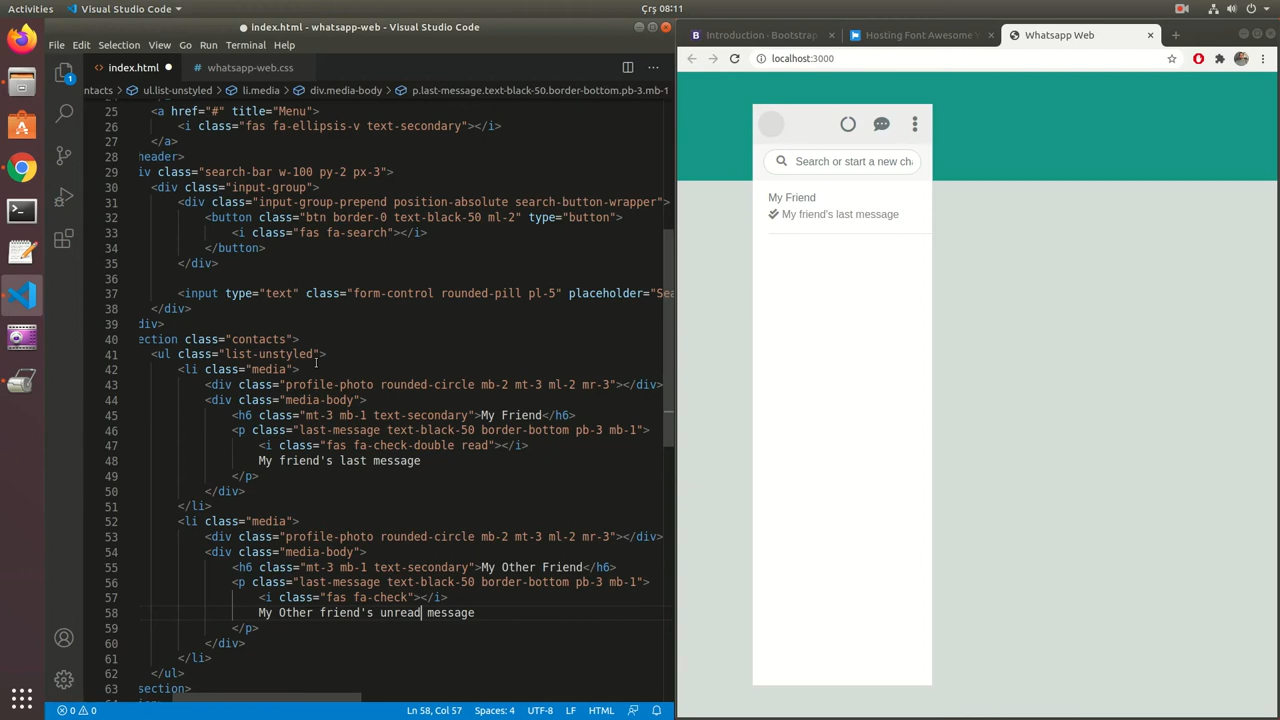 Activities
Visual Studio Code
Çrş 08:11
index.html - whatsapp-web - Visual Studio Code
File Edit Selection View Go Run Terminal Help
index.html
whatsapp-web.css
ntacts > ul.list-unstyled > li.media > div.media-body > p.last-message.text-black-50.border-bottom.pb-3.mb-1
25 <a href="#" title="Menu">
26 <i class="fas fa-ellipsis-v text-secondary"></i>
27 </a>
28 header>
29 iv class="search-bar w-100 py-2 px-3">
30 <div class="input-group">
31 <div class="input-group-prepend position-absolute search-button-wrapper">
32 <button class="btn border-0 text-black-50 ml-2" type="button">
33 <i class="fas fa-search"></i>
34 </button>
35 </div>
36
37 <input type="text" class="form-control rounded-pill pl-5" placeholder="Sea
38 </div>
39 div>
40 ection class="contacts">
41 <ul class="list-unstyled">
42 <li class="media">
43 <div class="profile-photo rounded-circle mb-2 mt-3 ml-2 mr-3"></div>
44 <div class="media-body">
45 <h6 class="mt-3 mb-1 text-secondary">My Friend</h6>
46 <p class="last-message text-black-50 border-bottom pb-3 mb-1">
47 <i class="fas fa-check-double read"></i>
48 My friend's last message
49 </p>
50 </div>
51 </li>
52 <li class="media">
53 <div class="profile-photo rounded-circle mb-2 mt-3 ml-2 mr-3"></div>
54 <div class="media-body">
55 <h6 class="mt-3 mb-1 text-secondary">My Other Friend</h6>
56 <p class="last-message text-black-50 border-bottom pb-3 mb-1">
57 <i class="fas fa-check"></i>
58 My Other friend's unread message
59 </p>
60 </div>
61 </li>
62 </ul>
63 section>
0 0
Ln 58, Col 57
Spaces: 4
UTF-8
LF
HTML
1
Introduction · Bootstrap
Hosting Font Awesome Y
Whatsapp Web
localhost:3000
Search or start a new cha
My Friend
My friend's last message